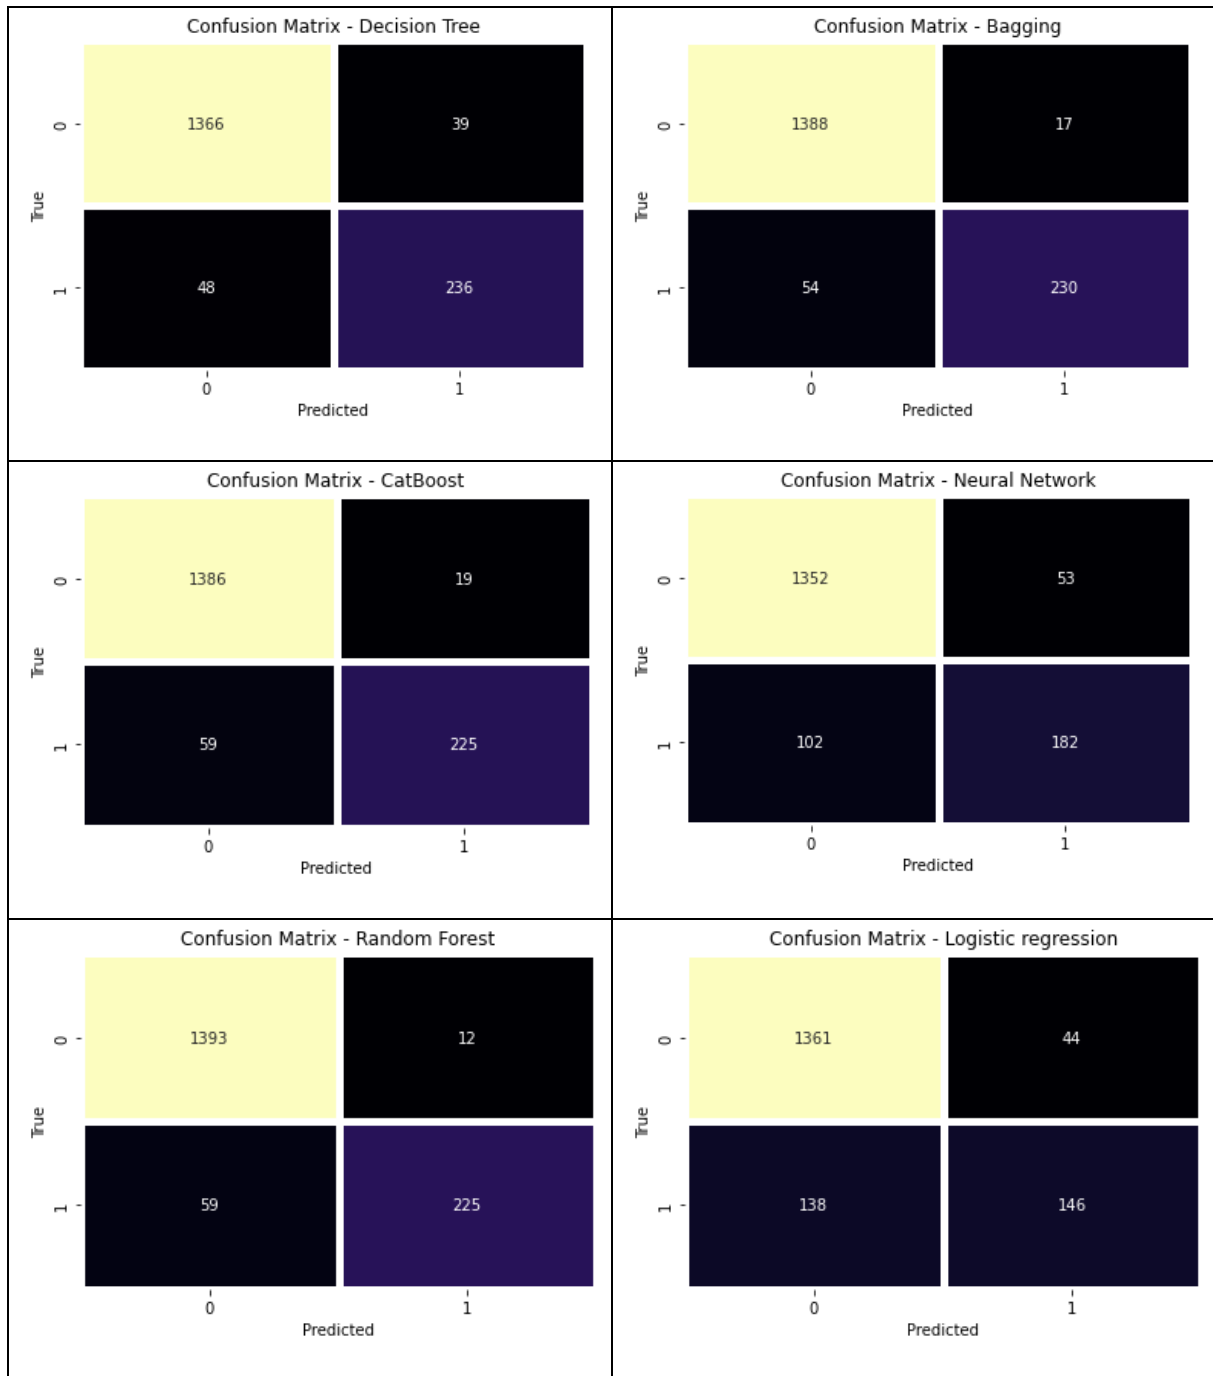 Confusion Matrix - Decision Tree
0
1366
39
True
1
48
236
0
1
Predicted
Confusion Matrix - Bagging
0
1388
17
True
1
54
230
0
1
Predicted
Confusion Matrix - CatBoost
0
1386
19
True
1
59
225
0
1
Predicted
Confusion Matrix - Neural Network
0
1352
53
True
1
102
182
0
1
Predicted
Confusion Matrix - Random Forest
0
1393
12
True
1
59
225
0
1
Predicted
Confusion Matrix - Logistic regression
0
1361
44
True
1
138
146
0
1
Predicted